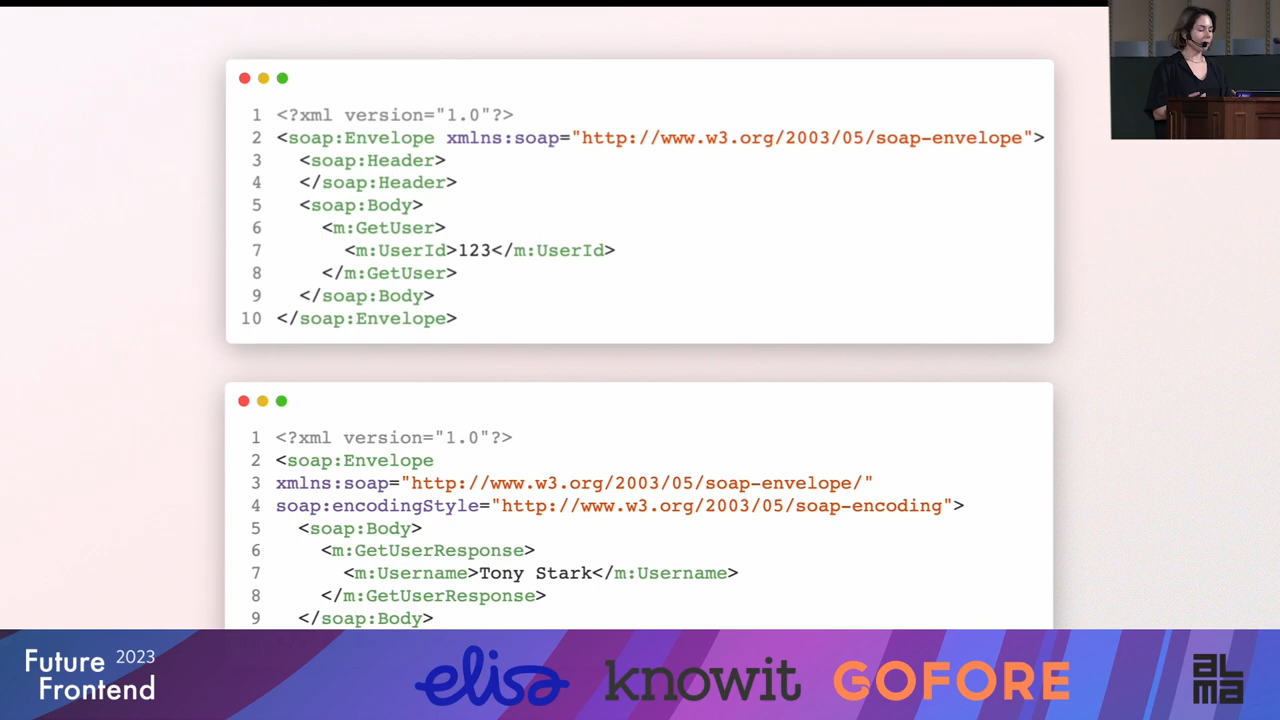 1 <?xml version="1.0"?>
2 <soap:Envelope xmlns:soap="http://www.w3.org/2003/05/soap-envelope">
3 <soap:Header>
4 </soap:Header>
5 <soap:Body>
6 <m:GetUser>
7 <m:UserId>123</m:UserId>
8 </m:GetUser>
9 </soap:Body>
10 </soap:Envelope>
1 <?xml version="1.0"?>
2 <soap:Envelope
3 xmlns:soap="http://www.w3.org/2003/05/soap-envelope/"
4 soap:encodingStyle="http://www.w3.org/2003/05/soap-encoding">
5 <soap:Body>
6 <m:GetUserResponse>
7 <m:Username>Tony Stark</m:Username>
8 </m:GetUserResponse>
9 </soap:Body>
Future 2023
Frontend
elisa
knowit
GOFORE
ALMA